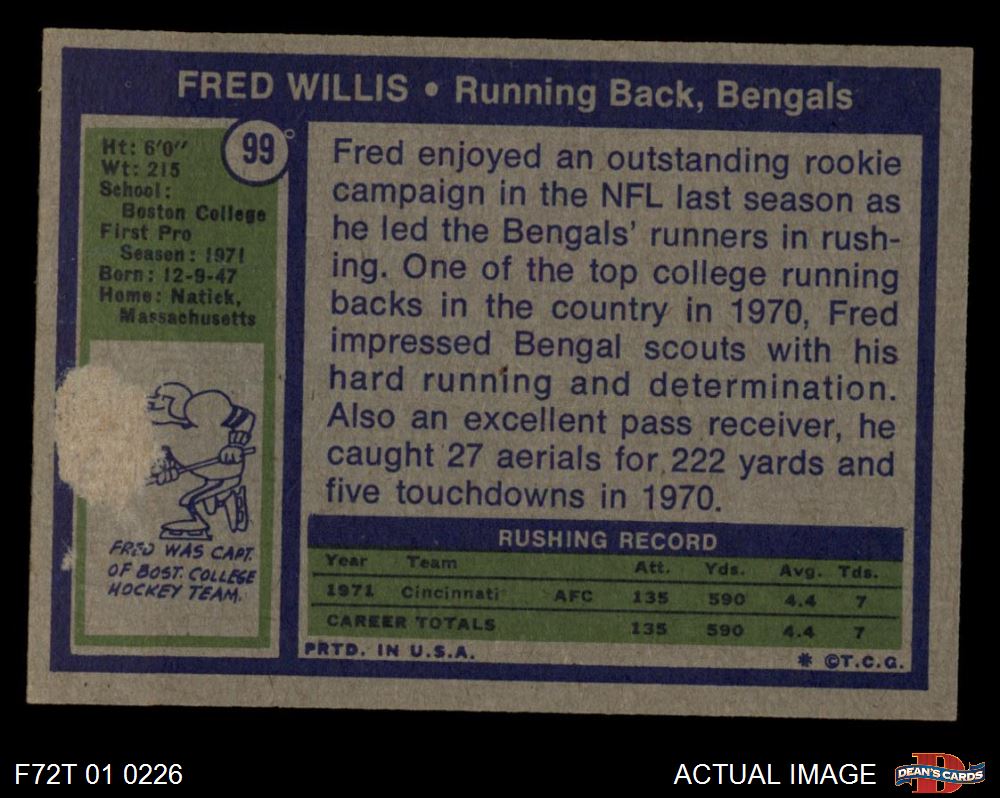 FRED WILLIS • Running Back, Bengals
99
Ht: 6'0"
Wt: 215
School:
Boston College
First Pro
Season: 1971
Born: 12-9-47
Home: Natick,
Massachusetts
FRED WAS CAPT.
OF BOST. COLLEGE
HOCKEY TEAM.
Fred enjoyed an outstanding rookie
campaign in the NFL last season as
he led the Bengals' runners in rush-
ing. One of the top college running
backs in the country in 1970, Fred
impressed Bengal scouts with his
hard running and determination.
Also an excellent pass receiver, he
caught 27 aerials for 222 yards and
five touchdowns in 1970.
RUSHING RECORD
Year Team Att. Yds. Avg. Tds.
1971 Cincinnati AFC 135 590 4.4 7
CAREER TOTALS 135 590 4.4 7
PRTD. IN U.S.A. * ©T.C.G.
F72T 01 0226 ACTUAL IMAGE D DEAN'S CARDS